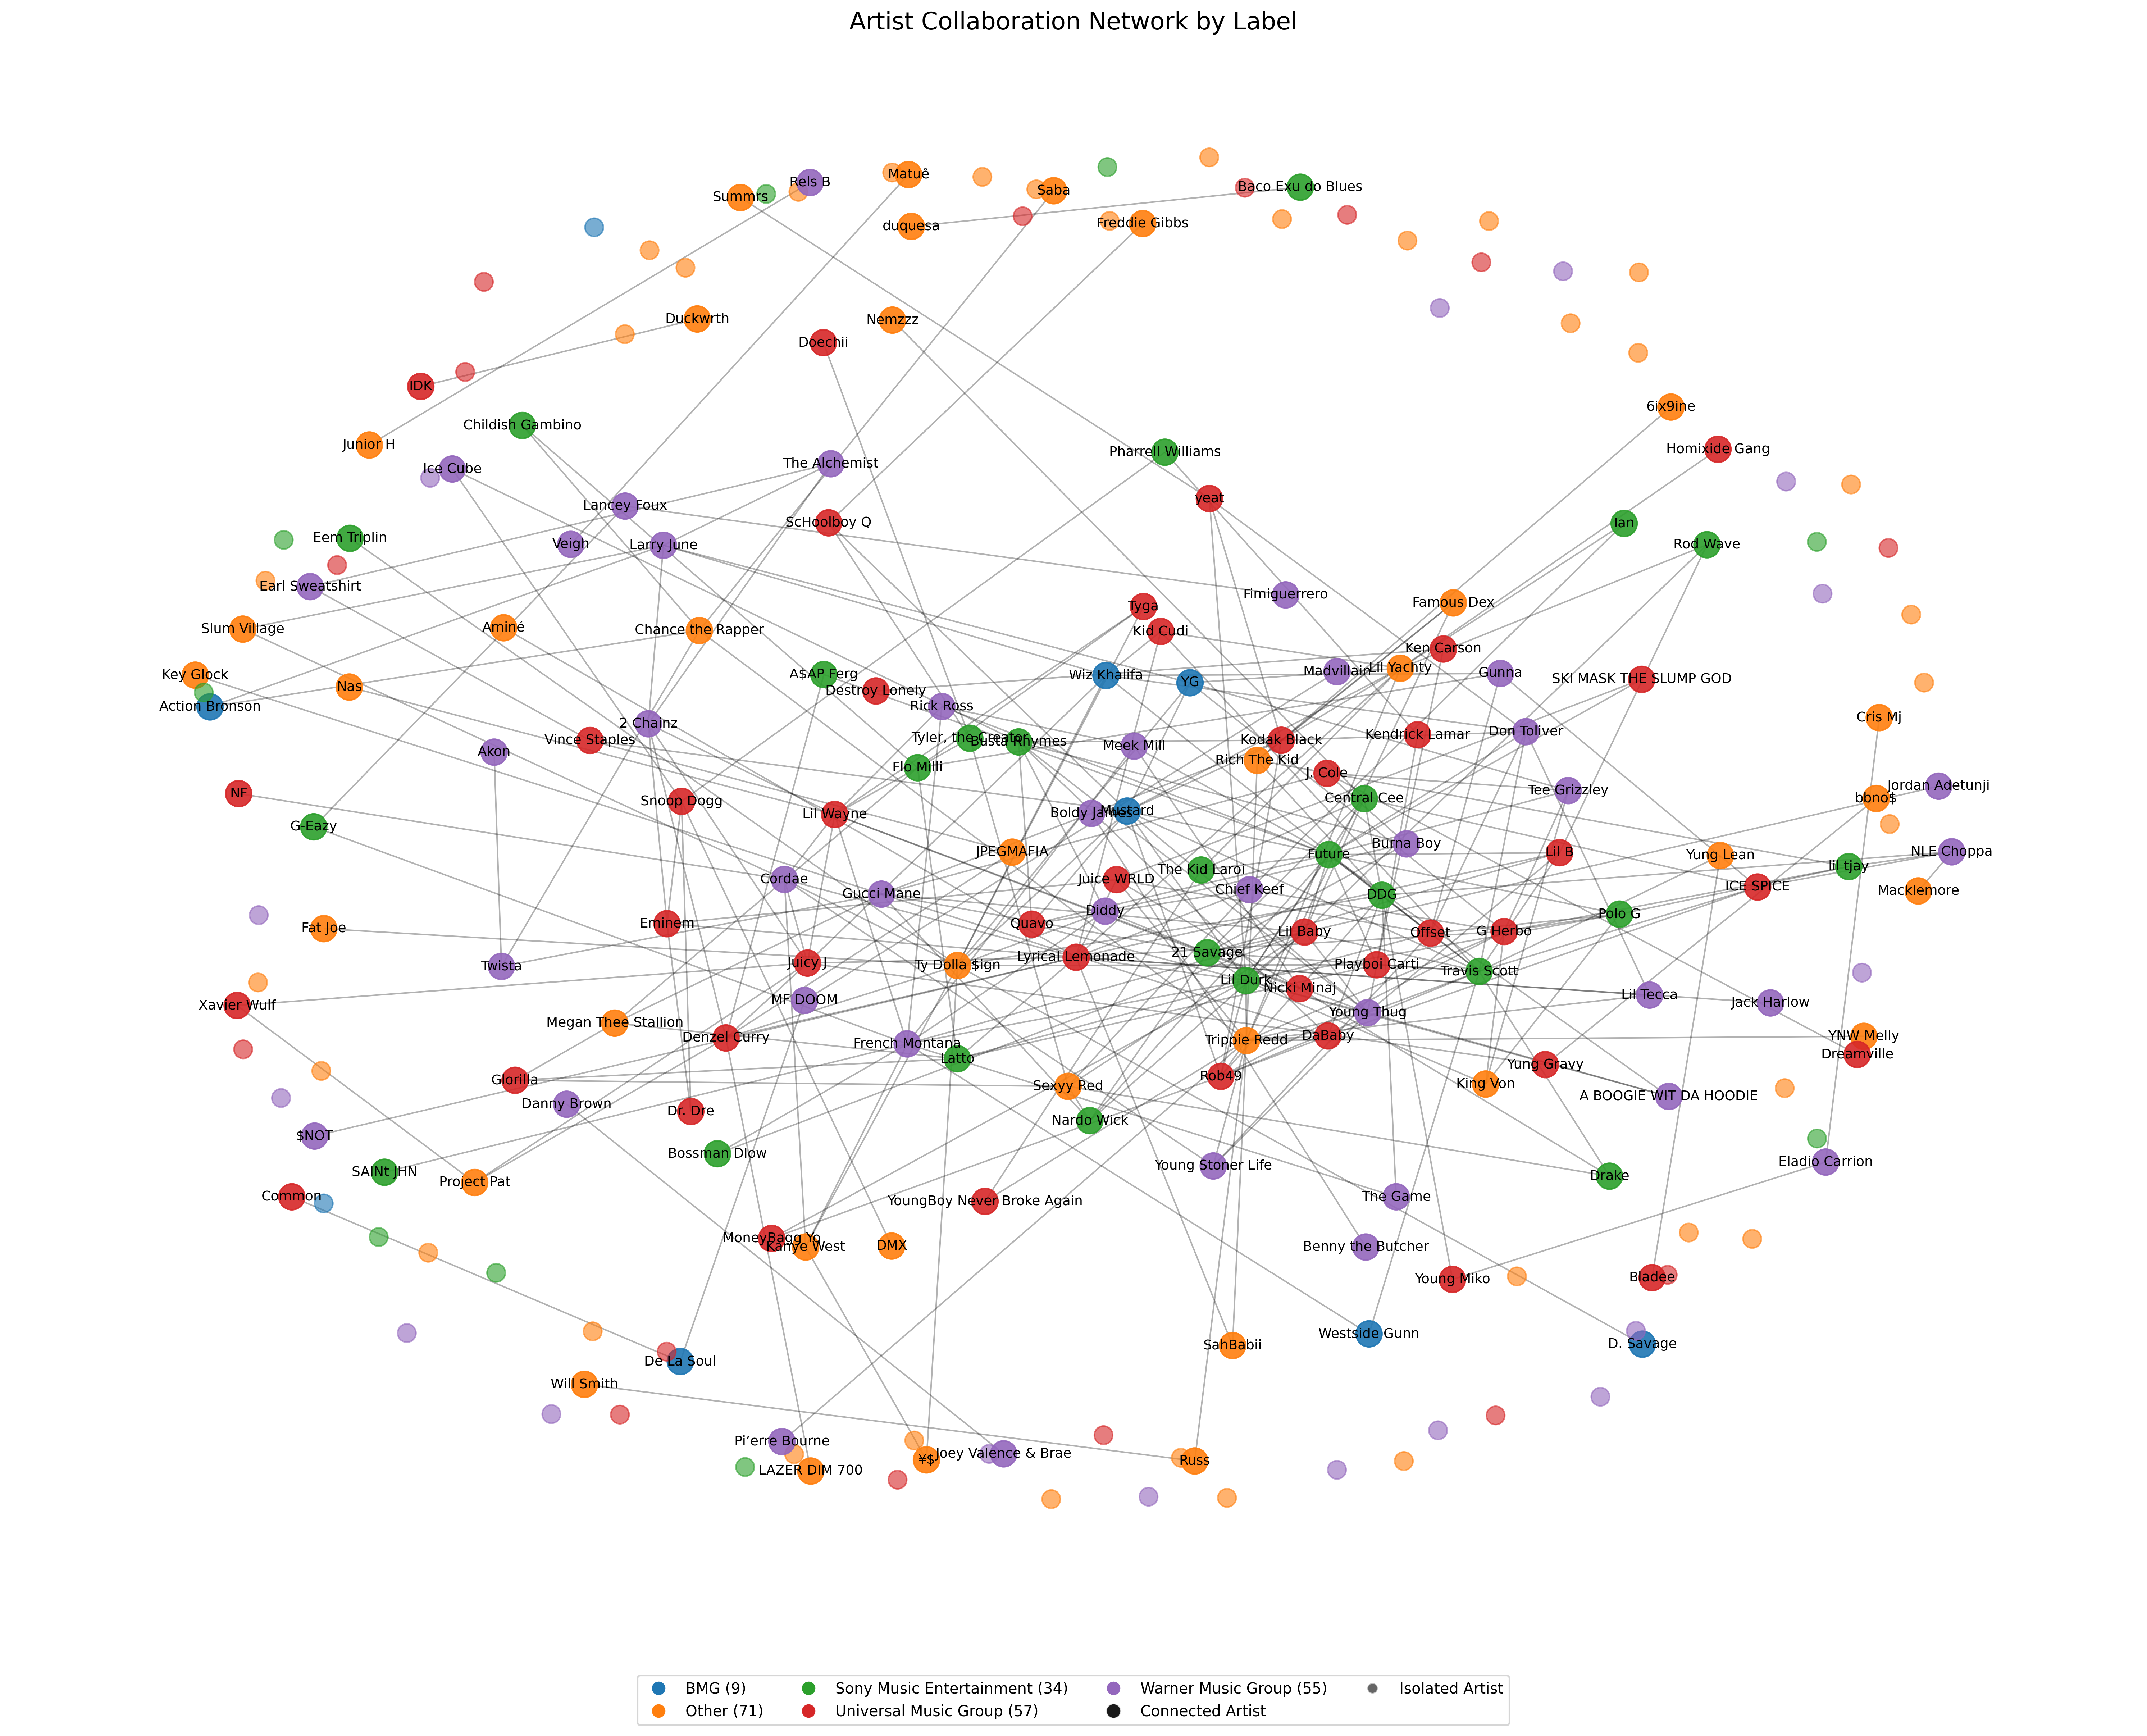 Artist Collaboration Network by Label
Rels B
Matuê
Summrs
Saba
Baco Exu do Blues
duquesa
Freddie Gibbs
Duckwrth
Nemzzz
Doechii
IDK
6ix9ine
Childish Gambino
Junior H
Homixide Gang
Pharrell Williams
Ice Cube
The Alchemist
yeat
Lancey Foux
ScHoolboy Q
Ian
Eem Triplin
Veigh
Larry June
Rod Wave
Earl Sweatshirt
Fimiguerrero
Tyga
Famous Dex
Slum Village
Aminé
Chance the Rapper
Kid Cudi
Ken Carson
Key Glock
A$AP Ferg
Wiz Khalifa
Madvillain
Lil Yachty
Gunna
SKI MASK THE SLUMP GOD
Nas
Destroy Lonely
YG
Action Bronson
Rick Ross
Cris Mj
2 Chainz
Vince Staples
Tyler, the Creator
Busta Rhymes
Meek Mill
Kodak Black
Kendrick Lamar
Don Toliver
Akon
Rich The Kid
Flo Milli
J. Cole
NF
Snoop Dogg
Central Cee
Tee Grizzley
Jordan Adetunji
bbno$
Lil Wayne
Boldy James
Mustard
G-Eazy
JPEGMAFIA
Future
Burna Boy
Lil B
Yung Lean
NLE Choppa
The Kid Laroi
lil tjay
Cordae
Juice WRLD
Gucci Mane
Chief Keef
DDG
ICE SPICE
Macklemore
Diddy
Polo G
Fat Joe
Eminem
Quavo
Lil Baby
Offset
G Herbo
21 Savage
Twista
Juicy J
Ty Dolla $ign
Lyrical Lemonade
Playboi Carti
Travis Scott
Lil Durk
Nicki Minaj
Xavier Wulf
MF DOOM
Lil Tecca
Jack Harlow
Young Thug
Megan Thee Stallion
Denzel Curry
French Montana
Trippie Redd
DaBaby
YNW Melly
Dreamville
Latto
Yung Gravy
Glorilla
Sexyy Red
Rob49
King Von
A BOOGIE WIT DA HOODIE
Danny Brown
Dr. Dre
Nardo Wick
$NOT
Bossman Dlow
Young Stoner Life
Eladio Carrion
SAINt JHN
Project Pat
Drake
Common
YoungBoy Never Broke Again
The Game
MoneyBagg Yo
Kanye West
DMX
Benny the Butcher
Young Miko
Bladee
Westside Gunn
D. Savage
SahBabii
De La Soul
Will Smith
Pi’erre Bourne
LAZER DIM 700
¥$
Joey Valence & Brae
Russ
BMG (9)
Other (71)
Sony Music Entertainment (34)
Universal Music Group (57)
Warner Music Group (55)
Connected Artist
Isolated Artist